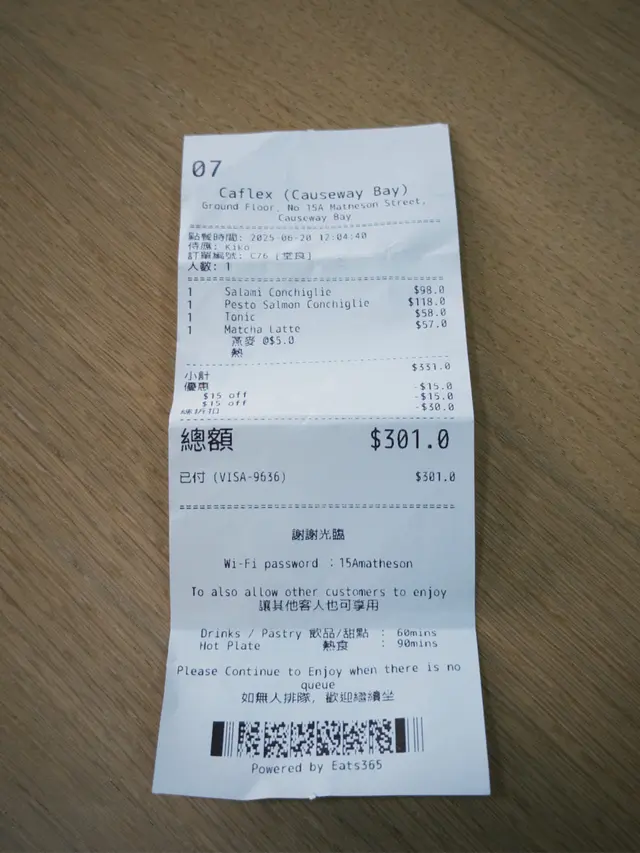 07
Caflex (Causeway Bay)
Ground Floor, No 15A Matheson Street,
Causeway Bay
點餐時間: 2025-06-20 12:04:40
侍應: Kiko
訂單編號: C76 [堂食]
人數: 1
1 Salami Conchiglie $98.0
1 Pesto Salmon Conchiglie $118.0
1 Tonic $58.0
1 Matcha Latte $57.0
燕麥 @$5.0
熱
小計 $331.0
優惠
$15 off -$15.0
$15 off -$15.0
總折扣 -$30.0
總額 $301.0
已付 (VISA-9636) $301.0
謝謝光臨
Wi-Fi password : 15Amatheson
To also allow other customers to enjoy
讓其他客人也可享用
Drinks / Pastry 飲品/甜點 : 60mins
Hot Plate 熱食 : 90mins
Please Continue to Enjoy when there is no
queue
如無人排隊, 歡迎繼續坐
Powered by Eats365